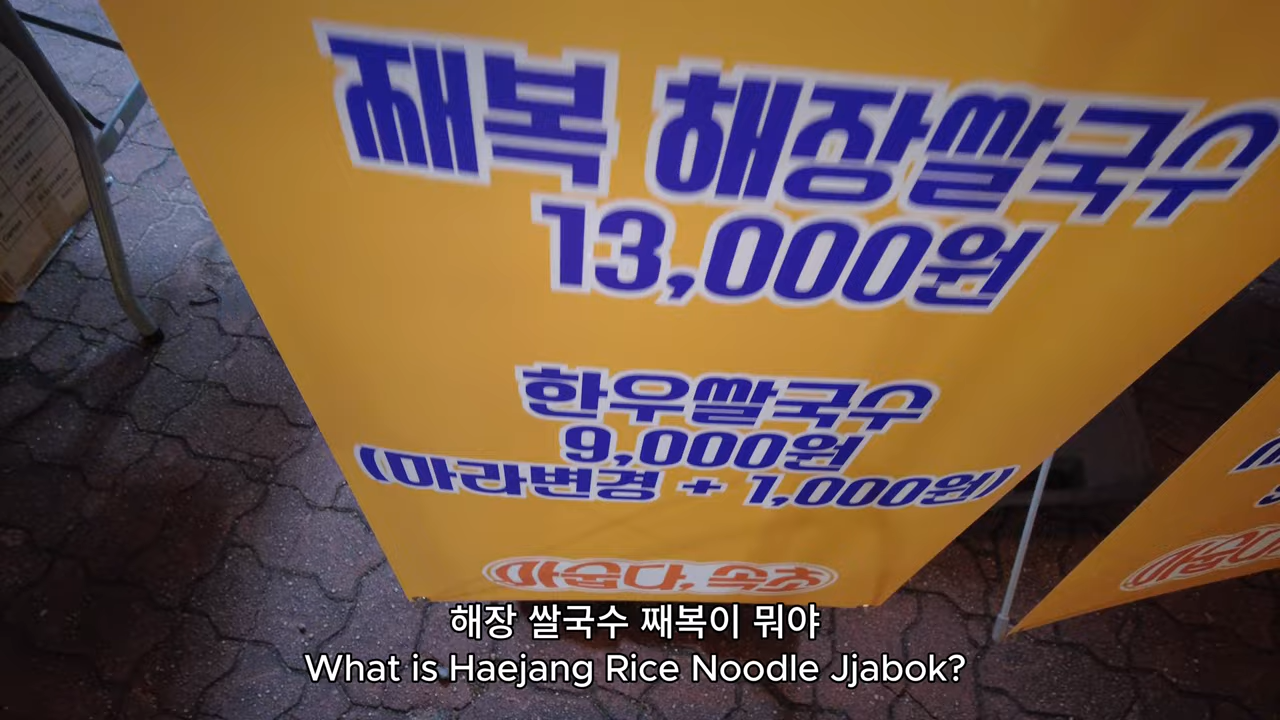 째복 해장쌀국수
13,000원
한우쌀국수
9,000원
(마라변경 + 1,000원)
마숩다, 속초
해장 쌀국수 째복이 뭐야
What is Haejang Rice Noodle Jjabok?